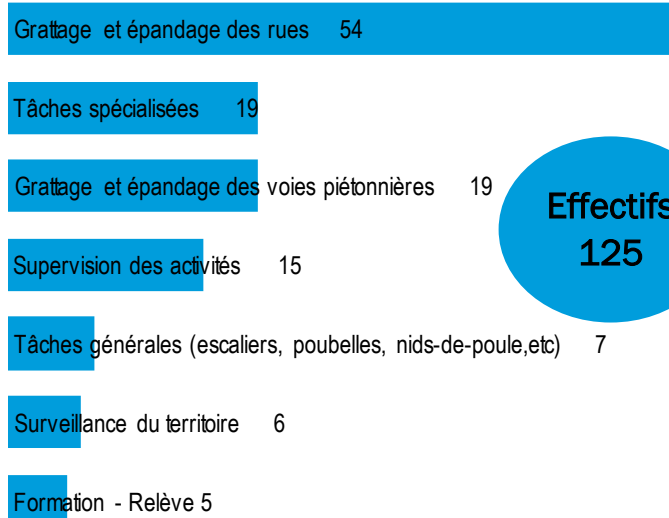 Grattage et épandage des rues 54
Tâches spécialisées 19
Grattage et épandage des voies piétonnières 19
Effectifs
125
Supervision des activités 15
Tâches générales (escaliers, poubelles, nids-de-poule,etc) 7
Surveillance du territoire 6
Formation - Relève 5